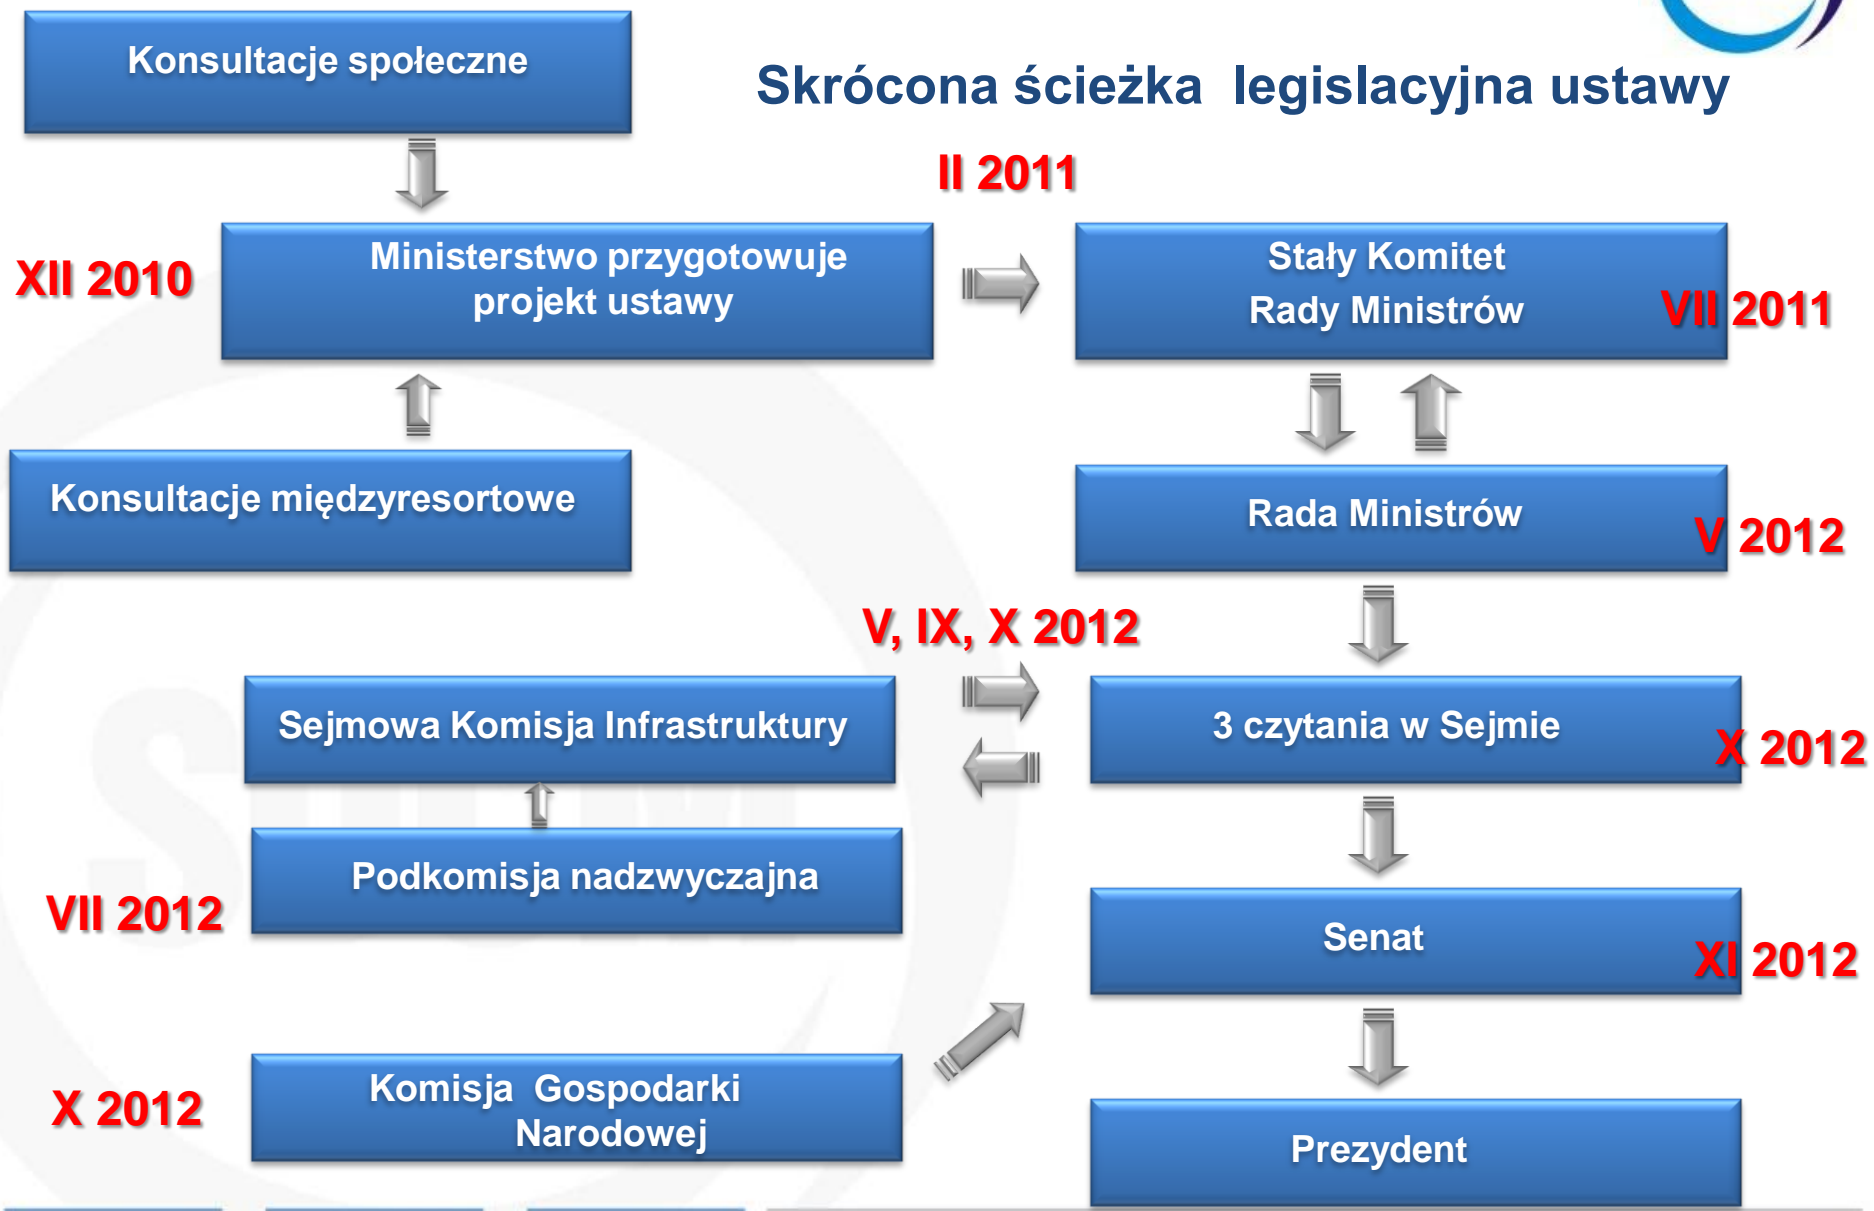 Konsultacje społeczne
Skrócona ścieżka legislacyjna ustawy
II 2011
XII 2010
Ministerstwo przygotowuje
projekt ustawy
Stały Komitet
Rady Ministrów
VII 2011
Konsultacje międzyresortowe
Rada Ministrów
V 2012
V, IX, X 2012
Sejmowa Komisja Infrastruktury
3 czytania w Sejmie
X 2012
Podkomisja nadzwyczajna
VII 2012
Senat
XI 2012
X 2012
Komisja Gospodarki
Narodowej
Prezydent